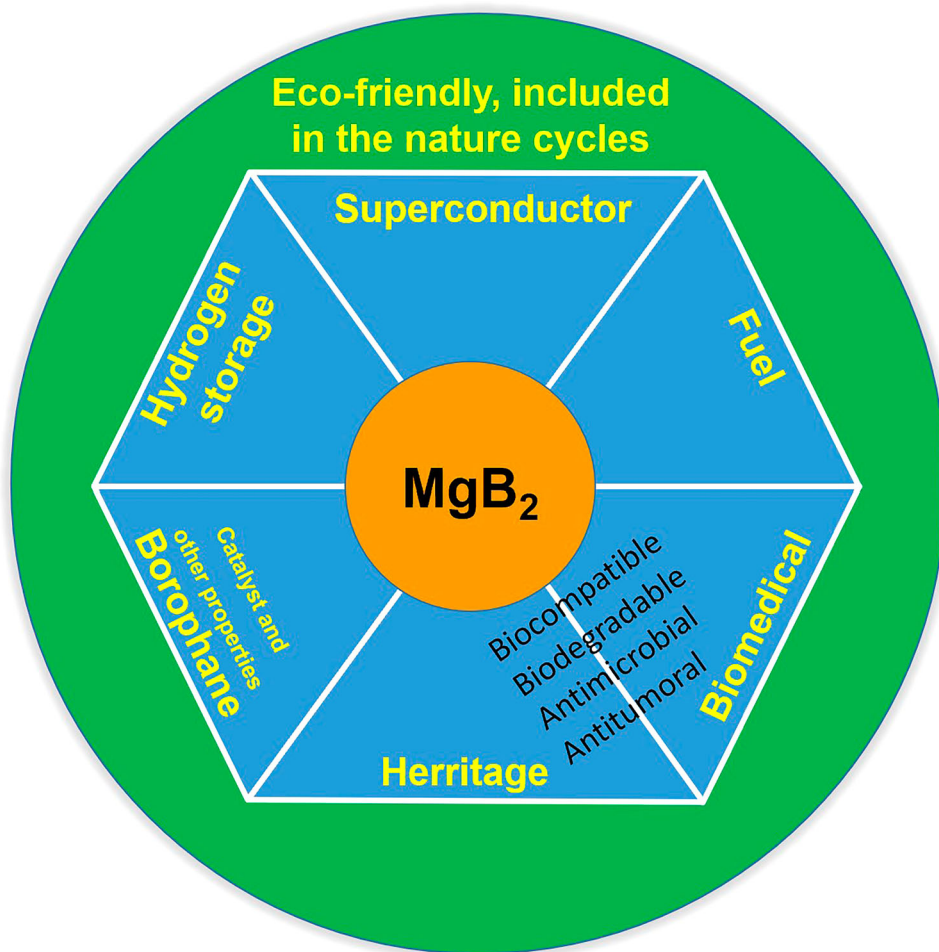 Eco-friendly, included
in the nature cycles
Superconductor
Hydrogen
storage
Fuel
MgB₂
Borophane
other properties
Catalyst and
Biocompatible
Biodegradable
Antimicrobial
Antitumoral
Biomedical
Herritage